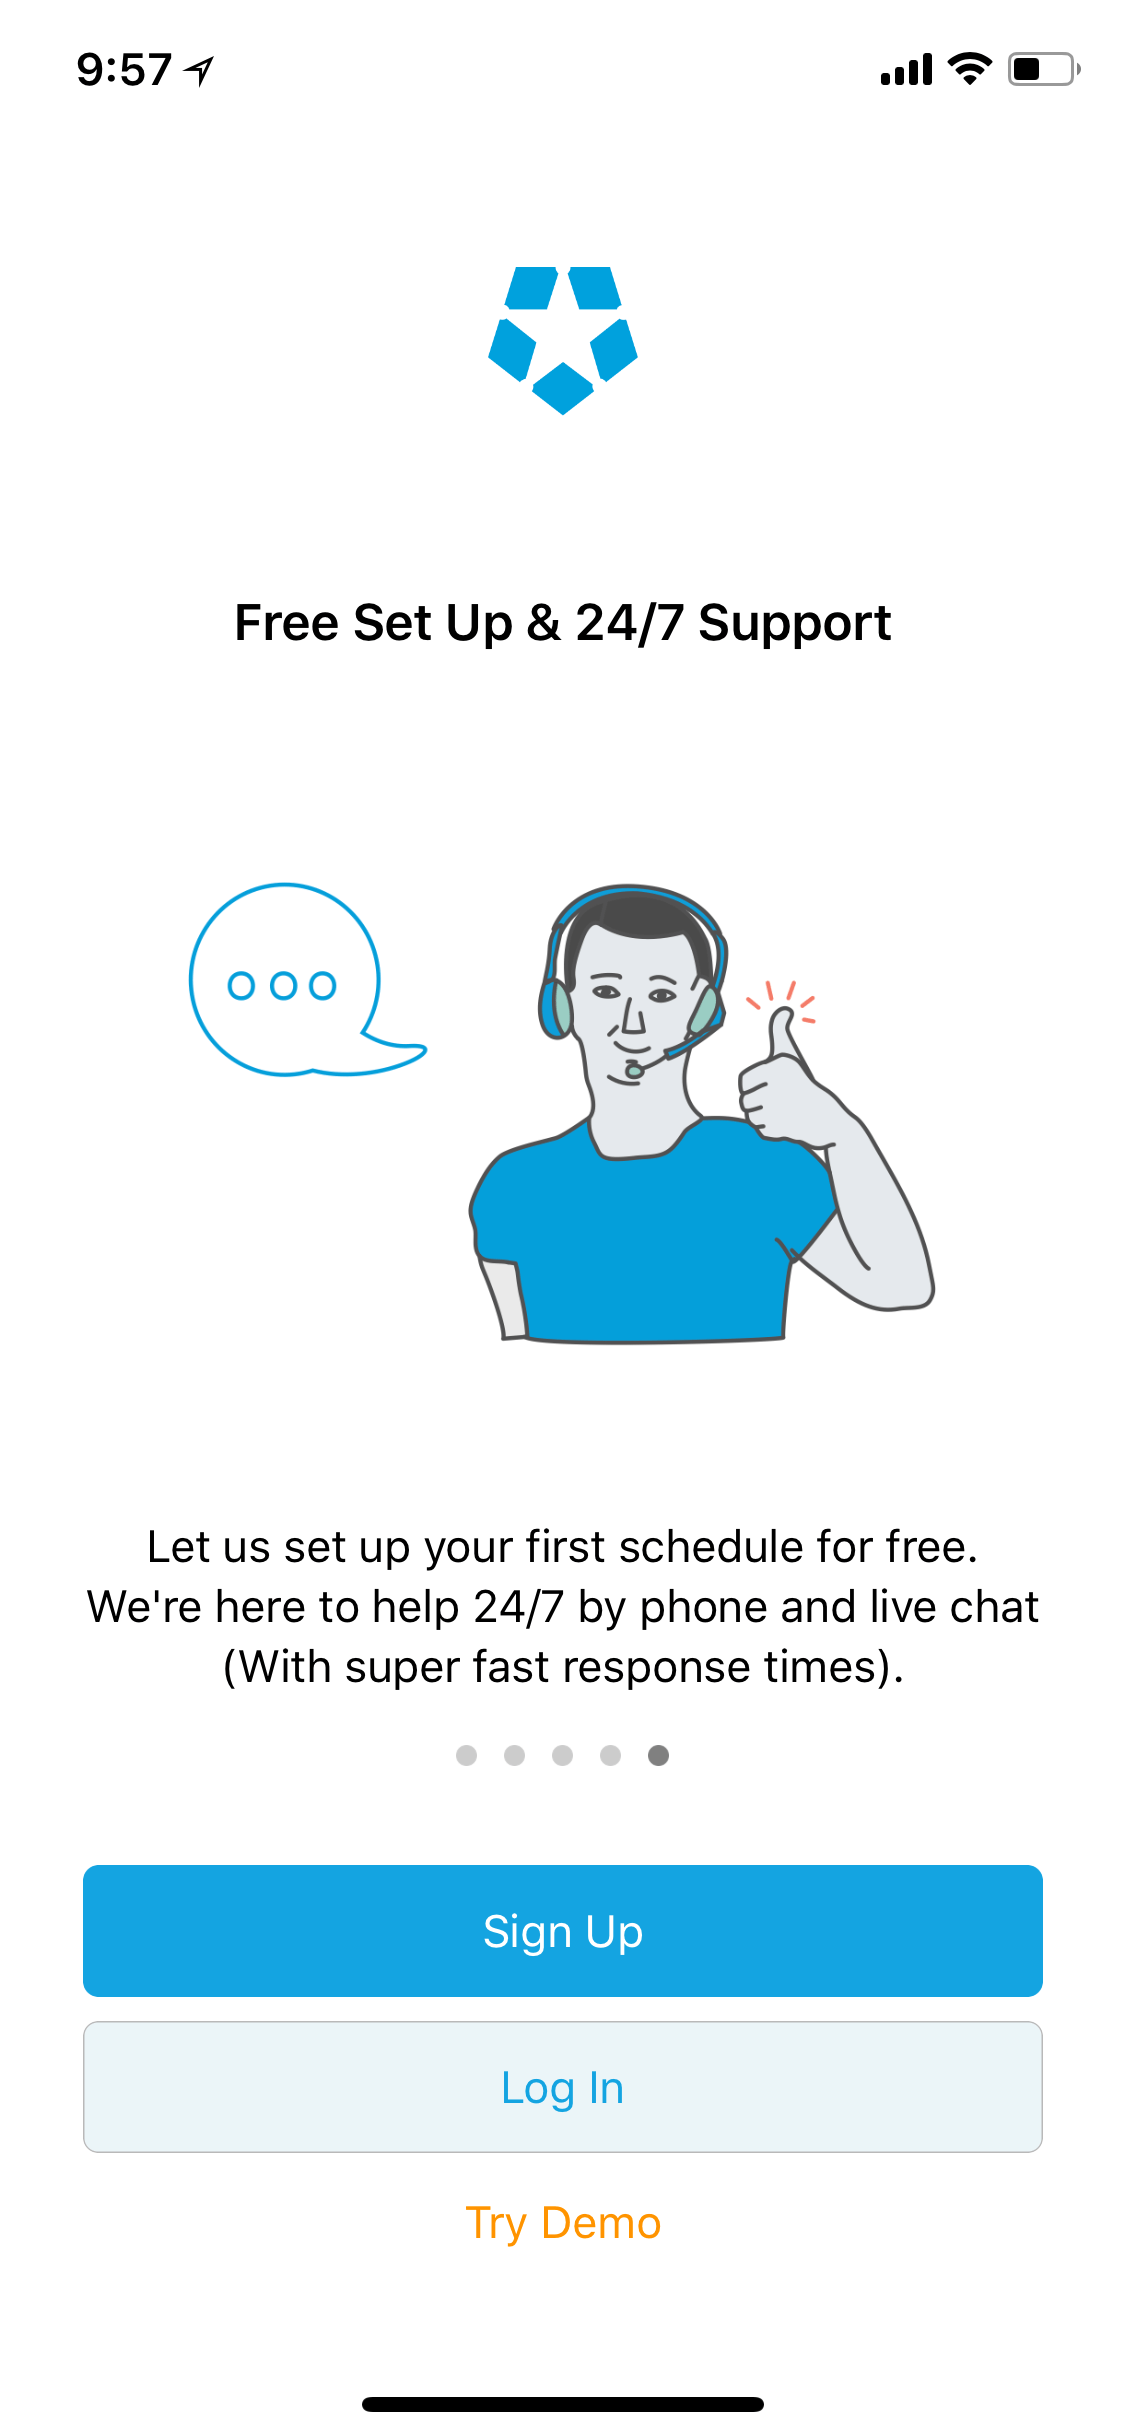 9:57
Free Set Up & 24/7 Support
Let us set up your first schedule for free.
We're here to help 24/7 by phone and live chat
(With super fast response times).
Sign Up
Log In
Try Demo